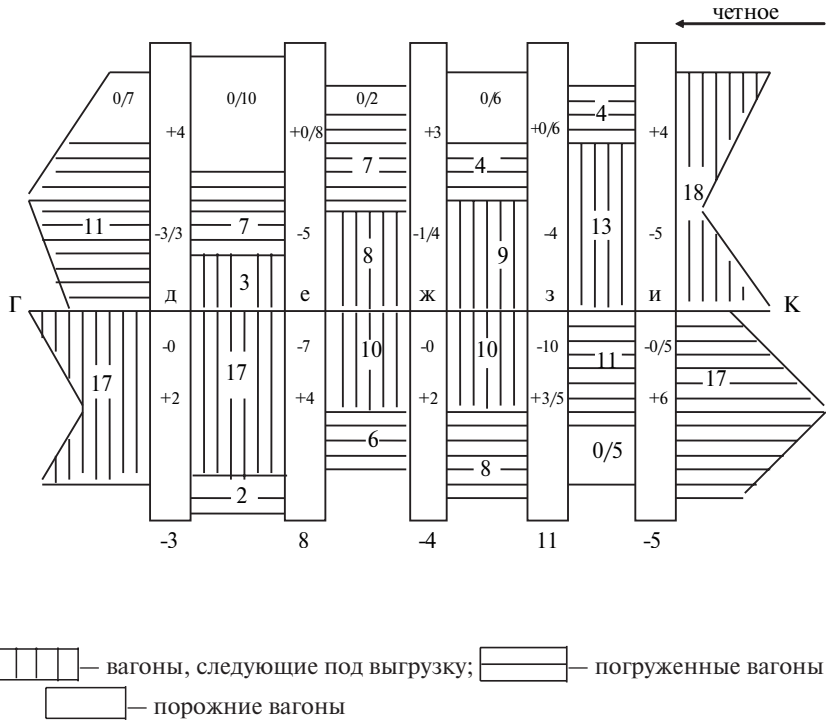 четное
0/7 0/10 0/2 0/6 4
+4 +0/8 +3 +0/6 +4
7 4 18
11 -3/3 7 -5 -1/4 -4 13 -5
3 8 9
Г д е ж з и К
-0 -7 10 -0 10 -10 11 -0/5
17 17 17
+2 +4 +2 +3/5 +6
6 0/5
2 8
-3 8 -4 11 -5
— вагоны, следующие под выгрузку; — погруженные вагоны
— порожние вагоны